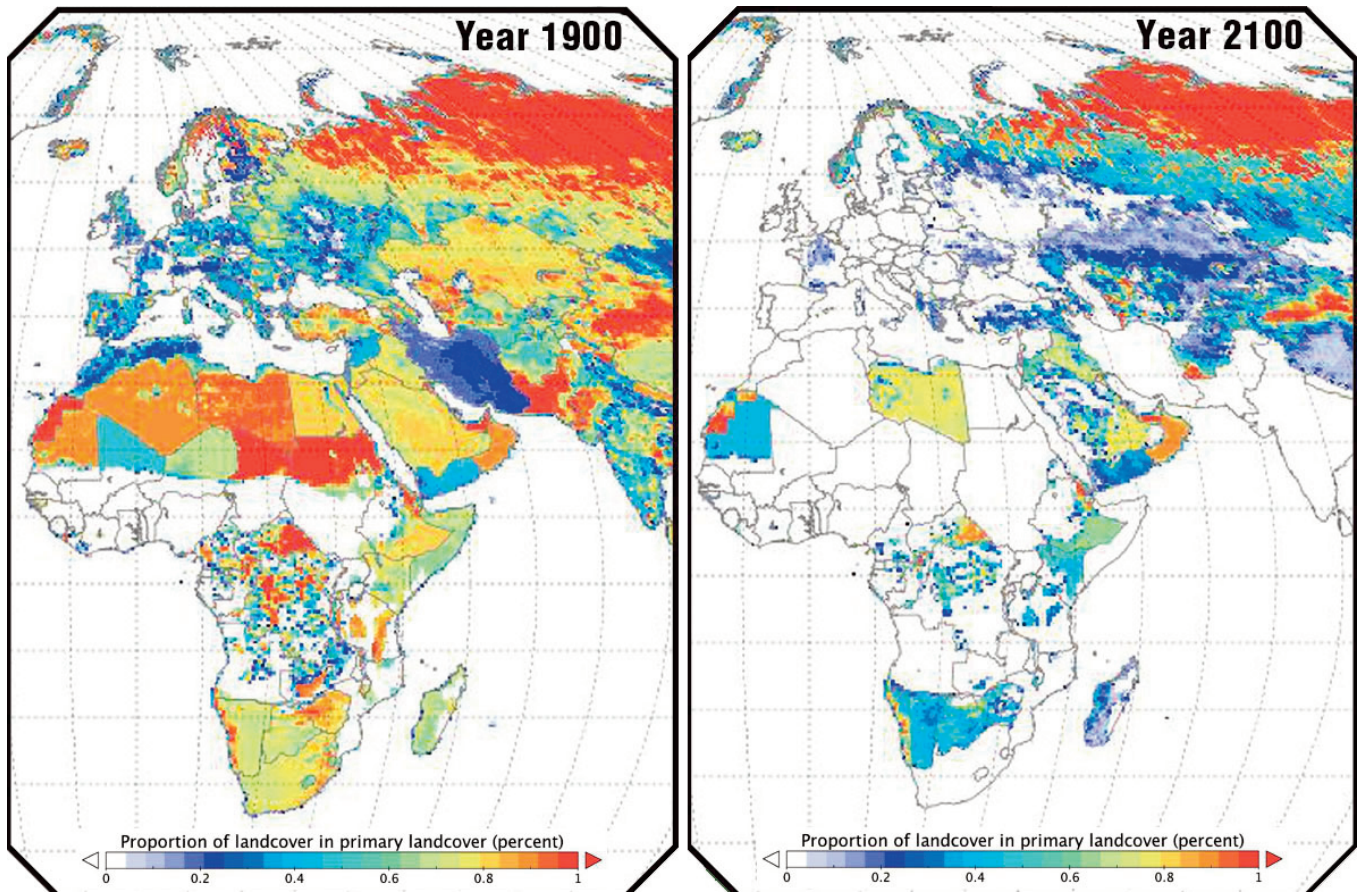 Year 1900
Proportion of landcover in primary landcover (percent)
0 0.2 0.4 0.6 0.8 1
Year 2100
Proportion of landcover in primary landcover (percent)
0 0.2 0.4 0.6 0.8 1